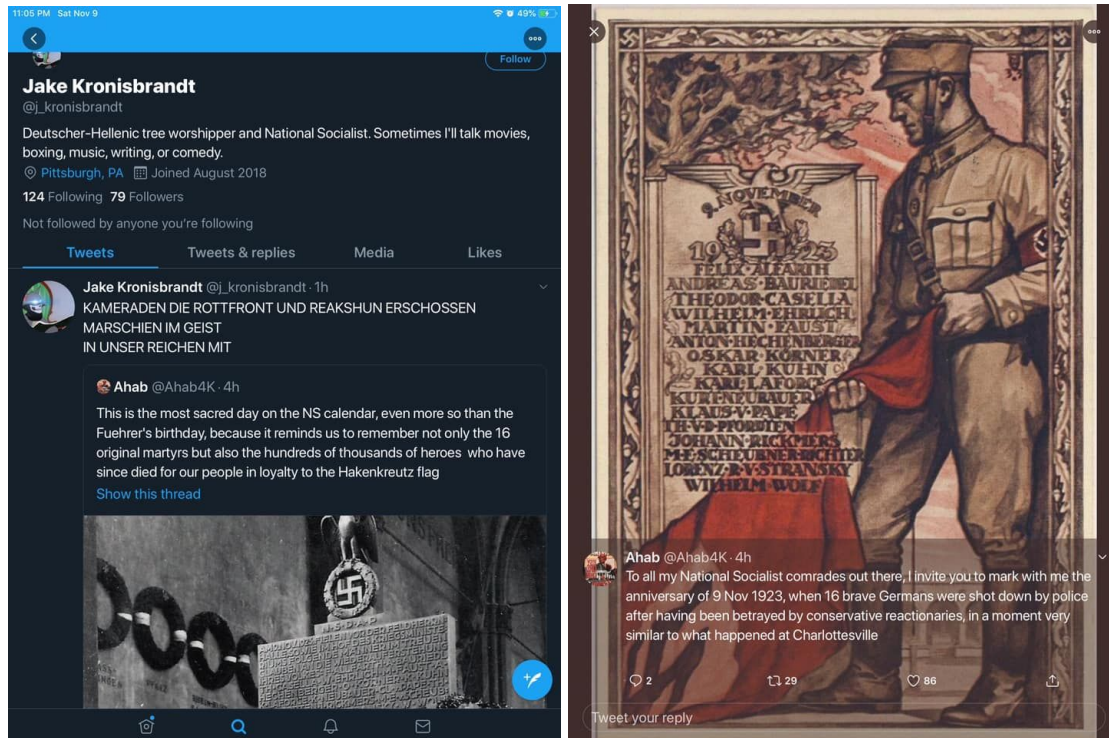 11:05 PM Sat Nov 9
49%
Follow
Jake Kronisbrandt
@j_kronisbrandt
Deutscher-Hellenic tree worshipper and National Socialist. Sometimes I'll talk movies,
boxing, music, writing, or comedy.
Pittsburgh, PA Joined August 2018
124 Following 79 Followers
Not followed by anyone you're following
Tweets Tweets & replies Media Likes
Jake Kronisbrandt @j_kronisbrandt · 1h
KAMERADEN DIE ROTTFRONT UND REAKSHUN ERSCHOSSEN
MARSCHIEN IM GEIST
IN UNSER REICHEN MIT
Ahab @Ahab4K · 4h
This is the most sacred day on the NS calendar, even more so than the
Fuehrer's birthday, because it reminds us to remember not only the 16
original martyrs but also the hundreds of thousands of heroes who have
since died for our people in loyalty to the Hakenkreutz flag
Show this thread
N·S·D·A·P
9. NOVEMBER
1923
FELIX·ALFARTH
ANDREAS·BAURIEDEL
THEODOR·CASELLA
WILHELM·EHRLICH
MARTIN·FAUST
ANTON·HECHENBERGER
OSKAR·KÖRNER
KARL·KUHN
KARL·LAFORCE
KURT·NEUBAUER
KLAUS·V·PAPE
TH·V·D·PFORDTEN
JOHANN·RICKMERS
M·E·SCHEUBNER·RICHTER
LORENZ·R·V·STRANSKY
WILHELM·WOLF
Ahab @Ahab4K · 4h
To all my National Socialist comrades out there, I invite you to mark with me the
anniversary of 9 Nov 1923, when 16 brave Germans were shot down by police
after having been betrayed by conservative reactionaries, in a moment very
similar to what happened at Charlottesville
2 29 86
Tweet your reply